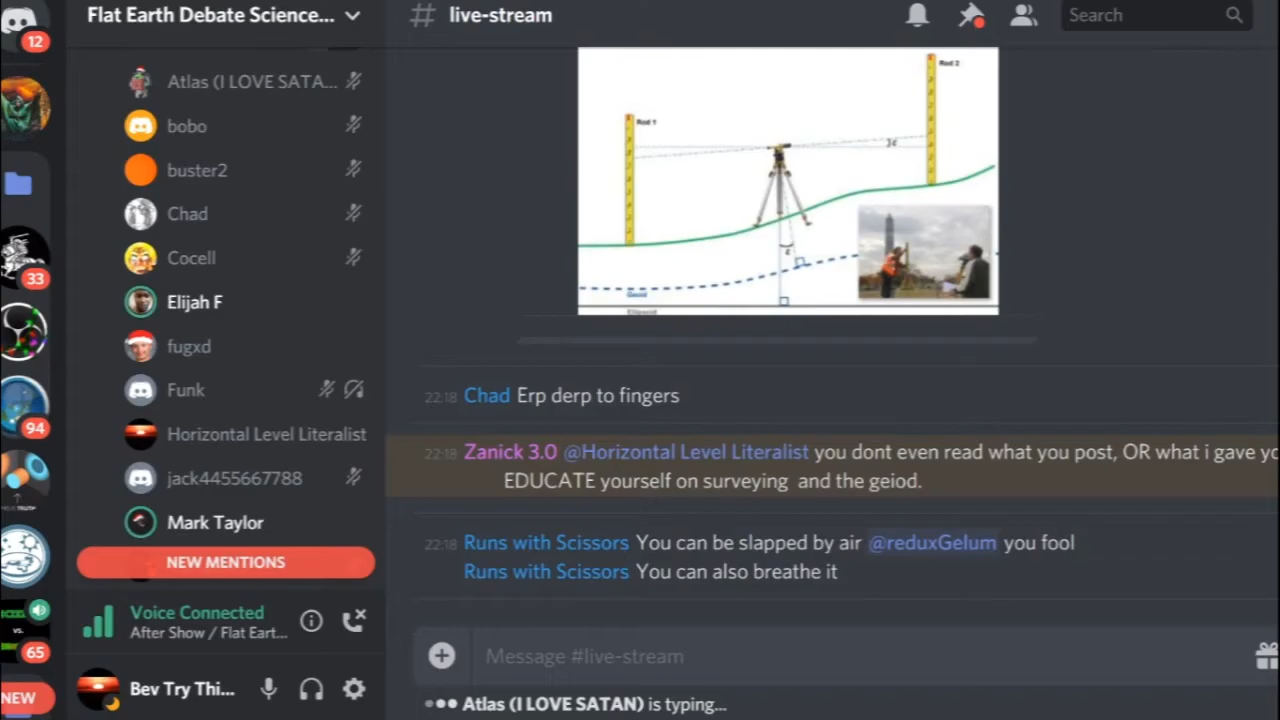 12
33
94
65
NEW
Flat Earth Debate Science...
Atlas (I LOVE SATA...
bobo
buster2
Chad
Cocell
Elijah F
fugxd
Funk
Horizontal Level Literalist
jack4455667788
Mark Taylor
NEW MENTIONS
Voice Connected
After Show / Flat Eart...
Bev Try Thi...
# live-stream
Search
Rod 1
Rod 2
Geoid
Ellipsoid
22:18 Chad Erp derp to fingers
22:18 Zanick 3.0 @Horizontal Level Literalist you dont even read what you post, OR what i gave
EDUCATE yourself on surveying and the geiod.
22:18 Runs with Scissors You can be slapped by air @reduxGelum you fool
Runs with Scissors You can also breathe it
Message #live-stream
Atlas (I LOVE SATAN) is typing...